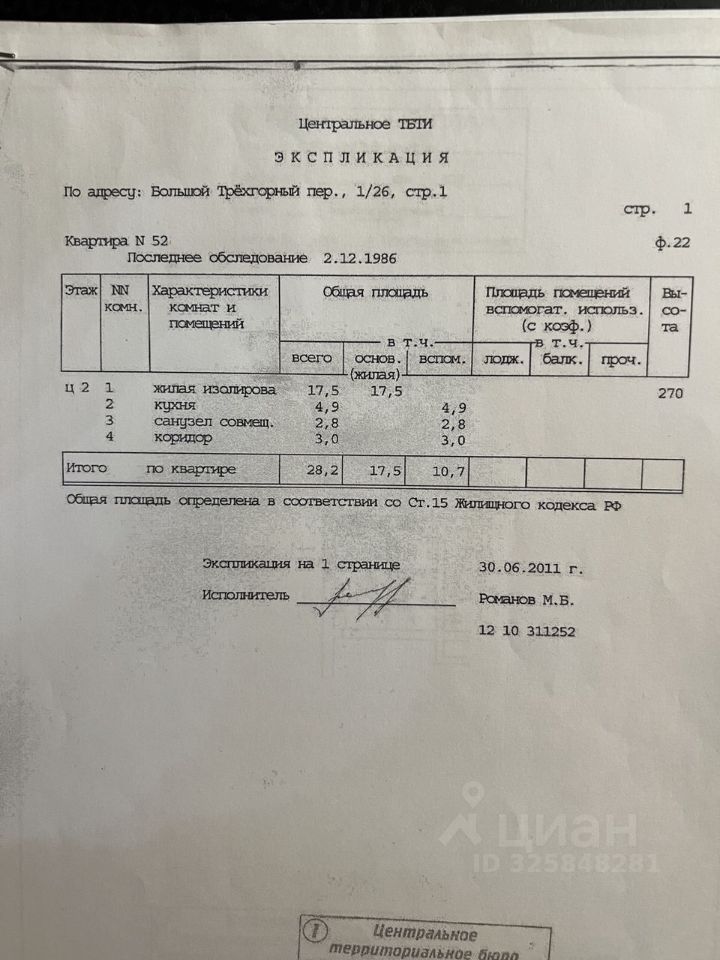 Центральное ТБТИ
ЭКСПЛИКАЦИЯ
По адресу: Большой Трёхгорный пер., 1/26, стр.1
стр. 1
Квартира N 52 ф.22
Последнее обследование 2.12.1986
Этаж NN Характеристики Общая площадь Площадь помещений Вы-
комн. комнат и вспомогат. использ. со-
помещений (с коэф.) та
в т.ч. в т.ч.
всего основ. вспом. лодж. балк. проч.
(жилая)
Ц 2 1 жилая изолирова 17,5 17,5 270
2 кухня 4,9 4,9
3 санузел совмещ. 2,8 2,8
4 коридор 3,0 3,0
Итого по квартире 28,2 17,5 10,7
Общая площадь определена в соответствии со Ст.15 Жилищного кодекса РФ
Экспликация на 1 странице 30.06.2011 г.
Исполнитель Романов М.Б.
12 10 311252
циан
ID 325848281
1 Центральное
территориальное бюро